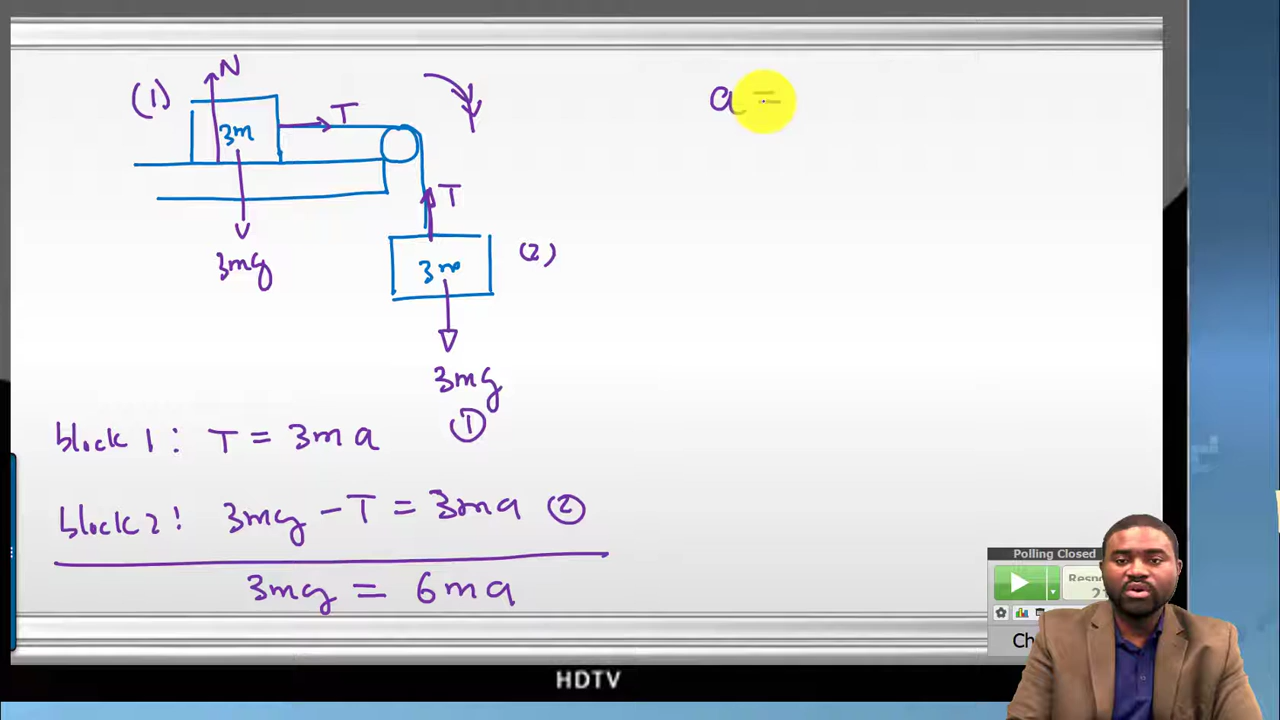 (1)
N
3m
T
3mg
T
3m
(2)
3mg
block 1: T = 3ma ①
block 2: 3mg - T = 3ma ②
3mg = 6ma
a =
Polling Closed
HDTV